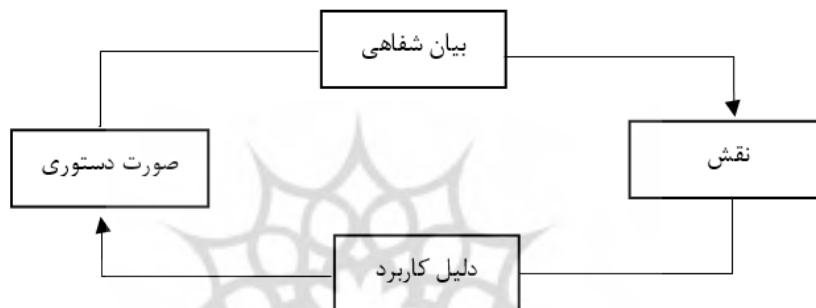 بیان شفاهی
نقش
صورت دستوری
دلیل کاربرد